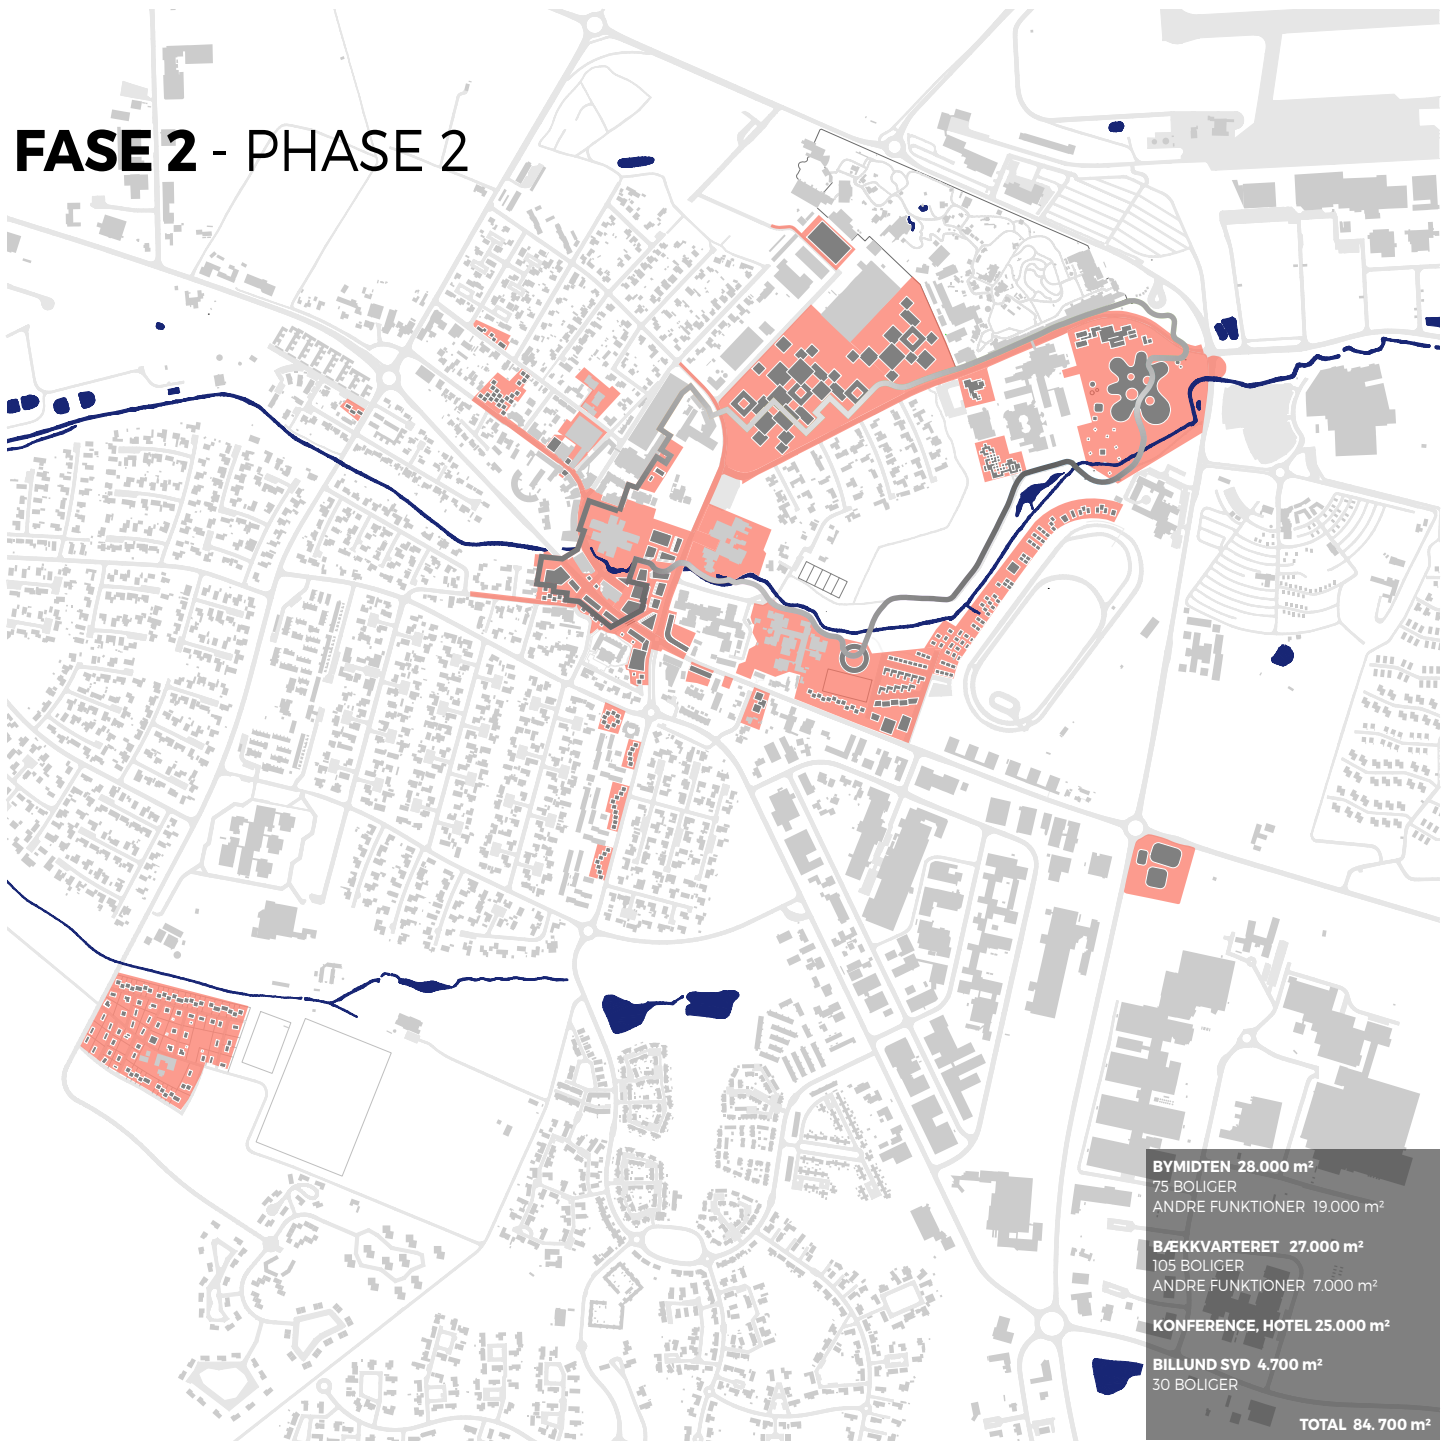 FASE 2 - PHASE 2
BYMIDTEN 28.000 m²
75 BOLIGER
ANDRE FUNKTIONER 19.000 m²
BÆKKVARTERET 27.000 m²
105 BOLIGER
ANDRE FUNKTIONER 7.000 m²
KONFERENCE, HOTEL 25.000 m²
BILLUND SYD 4.700 m²
30 BOLIGER
TOTAL 84.700 m²